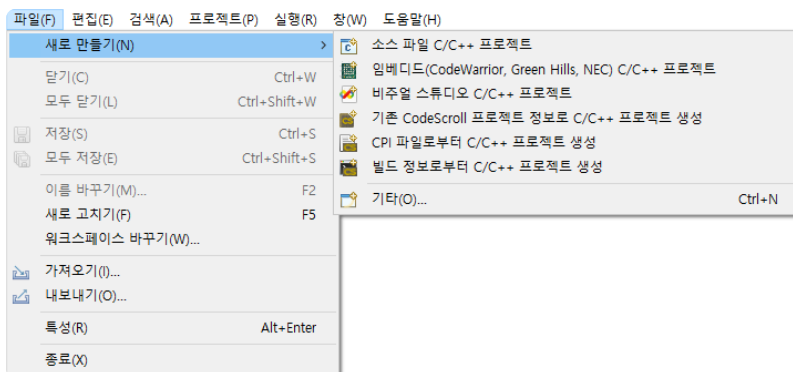 파일(F) 편집(E) 검색(A) 프로젝트(P) 실행(R) 창(W) 도움말(H)
새로 만들기(N) >
닫기(C) Ctrl+W
모두 닫기(L) Ctrl+Shift+W
저장(S) Ctrl+S
모두 저장(E) Ctrl+Shift+S
이름 바꾸기(M)... F2
새로 고치기(F) F5
워크스페이스 바꾸기(W)...
가져오기(I)...
내보내기(O)...
특성(R) Alt+Enter
종료(X)
소스 파일 C/C++ 프로젝트
임베디드(CodeWarrior, Green Hills, NEC) C/C++ 프로젝트
비주얼 스튜디오 C/C++ 프로젝트
기존 CodeScroll 프로젝트 정보로 C/C++ 프로젝트 생성
CPI 파일로부터 C/C++ 프로젝트 생성
빌드 정보로부터 C/C++ 프로젝트 생성
기타(O)... Ctrl+N